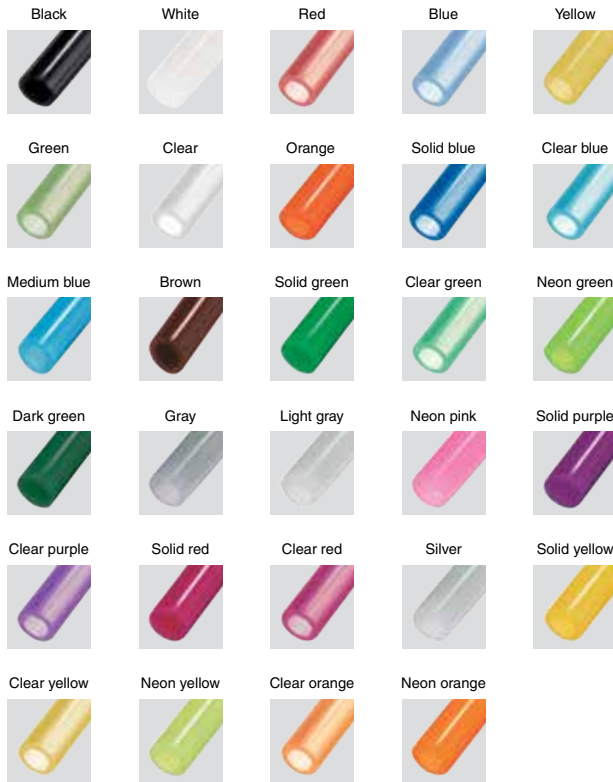 Black White Red Blue Yellow
Green Clear Orange Solid blue Clear blue
Medium blue Brown Solid green Clear green Neon green
Dark green Gray Light gray Neon pink Solid purple
Clear purple Solid red Clear red Silver Solid yellow
Clear yellow Neon yellow Clear orange Neon orange